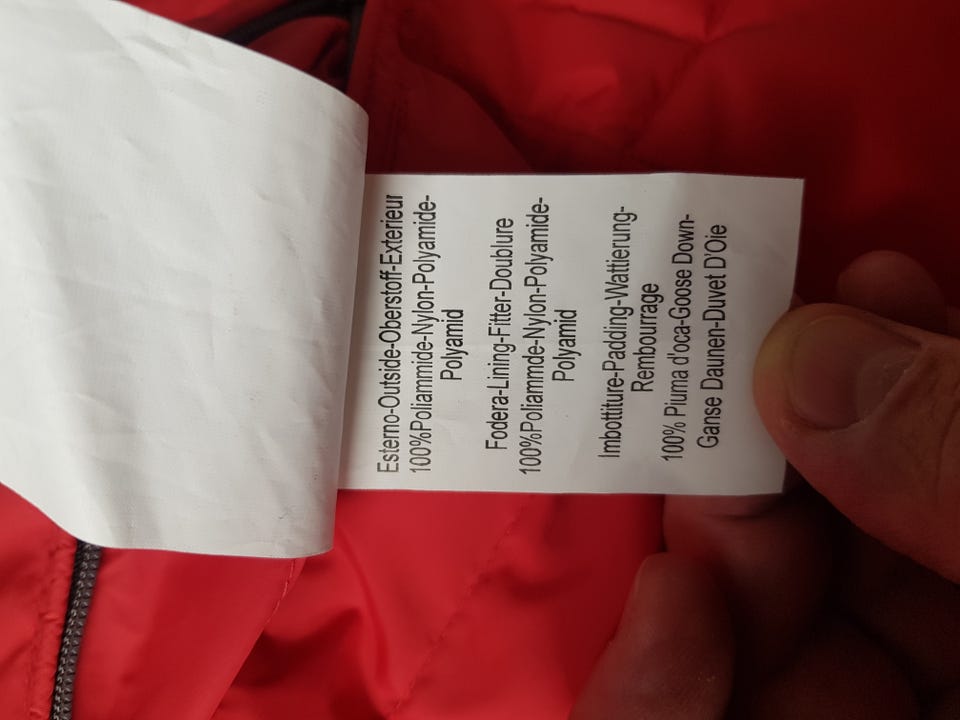 Esterno-Outside-Oberstoff-Exterieur
100%Poliammide-Nylon-Polyamide-
Polyamid
Fodera-Lining-Fitter-Doublure
100%Poliammde-Nylon-Polyamide-
Polyamid
Imbottiture-Padding-Wattierung-
Rembourrage
100% Piuma d'oca-Goose Down-
Ganse Daunen-Duvet D'Oie